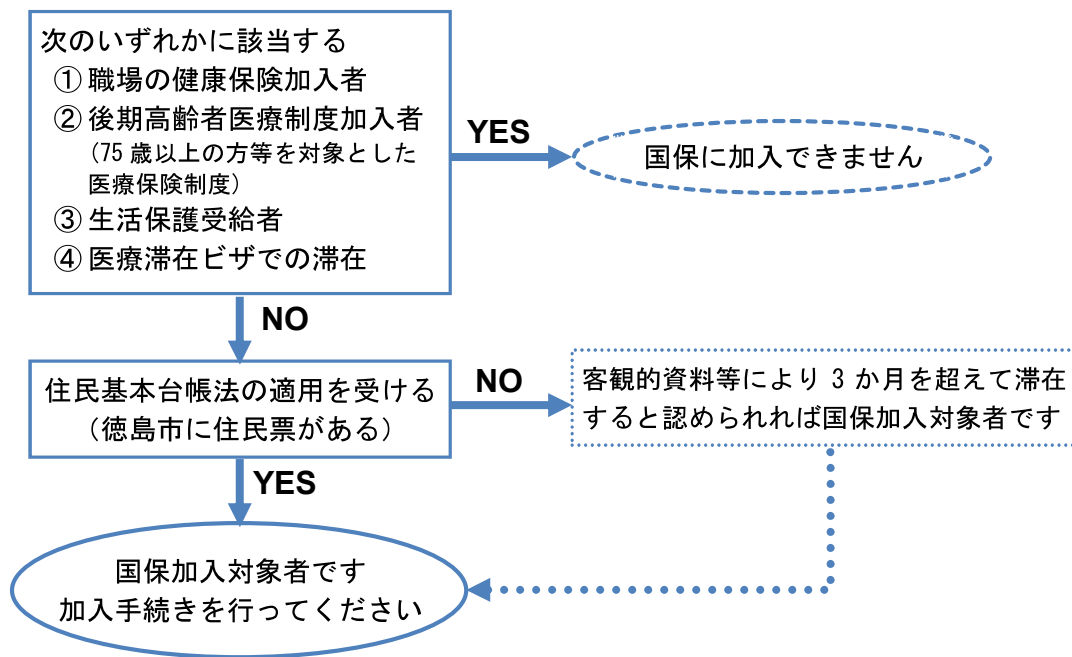 次のいずれかに該当する
① 職場の健康保険加入者
② 後期高齢者医療制度加入者
(75 歳以上の方等を対象とした
医療保険制度)
③ 生活保護受給者
④ 医療滞在ビザでの滞在
YES
国保に加入できません
NO
住民基本台帳法の適用を受ける
(徳島市に住民票がある)
NO
客観的資料等により 3 か月を超えて滞在
すると認められれば国保加入対象者です
YES
国保加入対象者です
加入手続きを行ってください